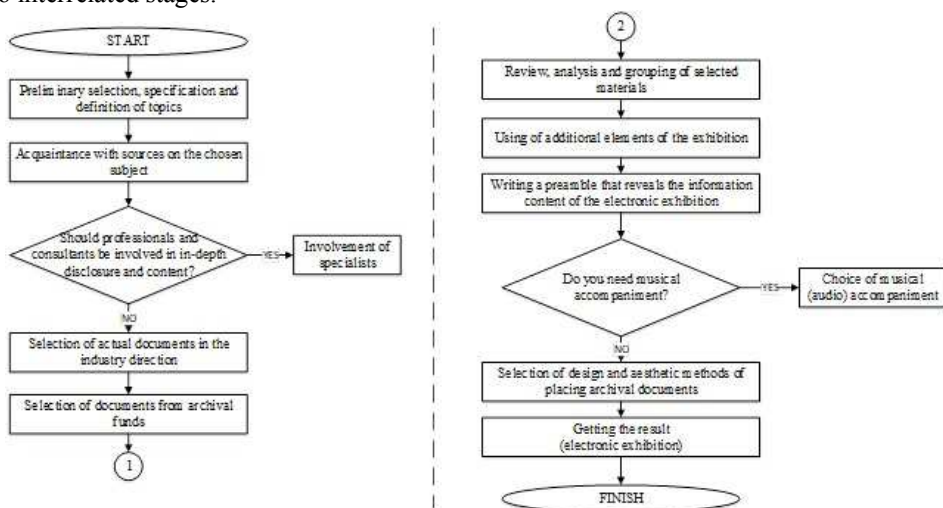 interrelated stages.
START
Preliminary selection, specification and
definition of topics
Acquaintance with sources on the chosen
subject
Should professionals and
consultants be involved in in-depth
disclosure and content?
YES
Involvement of
specialists
NO
Selection of actual documents in the
industry direction
Selection of documents from archival
funds
1
2
Review, analysis and grouping of selected
materials
Using of additional elements of the exhibition
Writing a preamble that reveals the information
content of the electronic exhibition
Do you need musical
accompaniment?
YES
Choice of musical
(audio) accompaniment
NO
Selection of design and aesthetic methods of
placing archival documents
Getting the result
(electronic exhibition)
FINISH